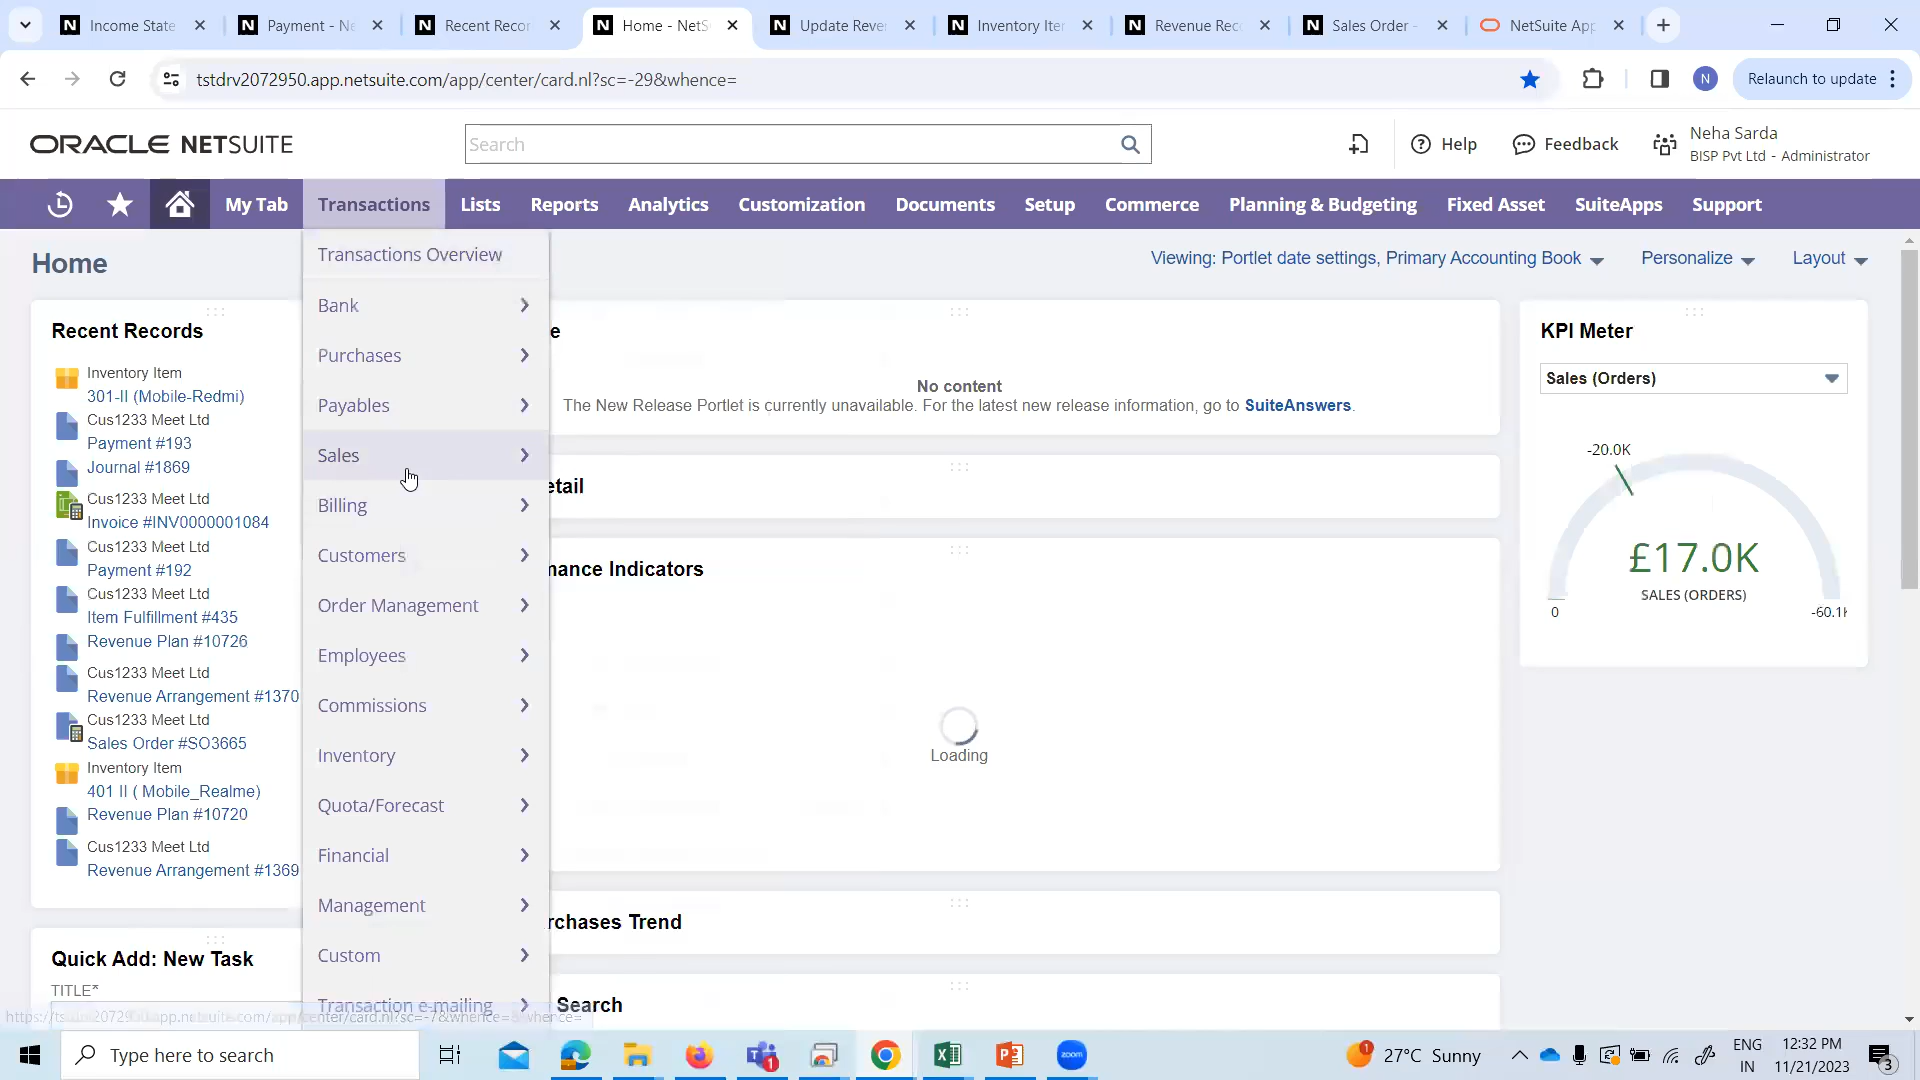 Income State
Payment - Ne
Recent Recor
Home - NetS
Update Reve
Inventory Iter
Revenue Rec
Sales Order -
NetSuite App
tstdrv2072950.app.netsuite.com/app/center/card.nl?sc=-29&whence=
N
Relaunch to update
ORACLE NETSUITE
Search
Help
Feedback
Neha Sarda
BISP Pvt Ltd - Administrator
My Tab
Transactions
Lists
Reports
Analytics
Customization
Documents
Setup
Commerce
Planning & Budgeting
Fixed Asset
SuiteApps
Support
Home
Viewing: Portlet date settings, Primary Accounting Book
Personalize
Layout
Transactions Overview
Bank
Purchases
Payables
Sales
Billing
Customers
Order Management
Employees
Commissions
Inventory
Quota/Forecast
Financial
Management
Custom
Transaction e-mailing
Recent Records
Inventory Item
301-II (Mobile-Redmi)
Cus1233 Meet Ltd
Payment #193
Journal #1869
Cus1233 Meet Ltd
Invoice #INV0000001084
Cus1233 Meet Ltd
Payment #192
Cus1233 Meet Ltd
Item Fulfillment #435
Revenue Plan #10726
Cus1233 Meet Ltd
Revenue Arrangement #1370
Cus1233 Meet Ltd
Sales Order #SO3665
Inventory Item
401 II ( Mobile_Realme)
Revenue Plan #10720
Cus1233 Meet Ltd
Revenue Arrangement #1369
Quick Add: New Task
TITLE*
e
No content
The New Release Portlet is currently unavailable. For the latest new release information, go to SuiteAnswers.
etail
mance Indicators
Loading
rchases Trend
Search
KPI Meter
Sales (Orders)
-20.0K
£17.0K
SALES (ORDERS)
0
-60.1K
Type here to search
1
zoom
1
27°C Sunny
ENG
IN
12:32 PM
11/21/2023
3